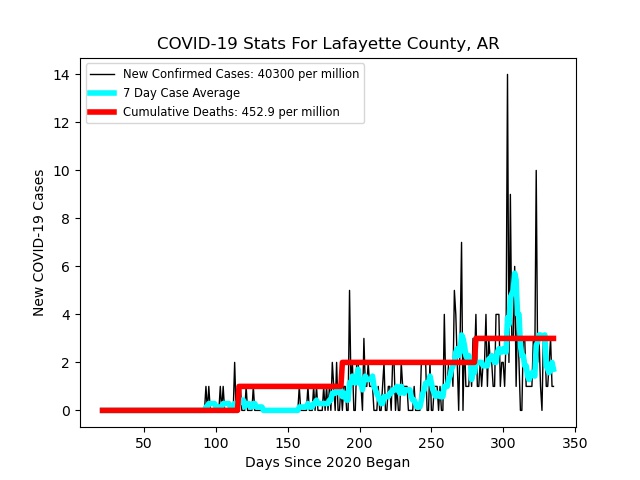 COVID-19 Stats For Lafayette County, AR
New Confirmed Cases: 40300 per million
7 Day Case Average
Cumulative Deaths: 452.9 per million
New COVID-19 Cases
14
12
10
8
6
4
2
0
50 100 150 200 250 300 350
Days Since 2020 Began